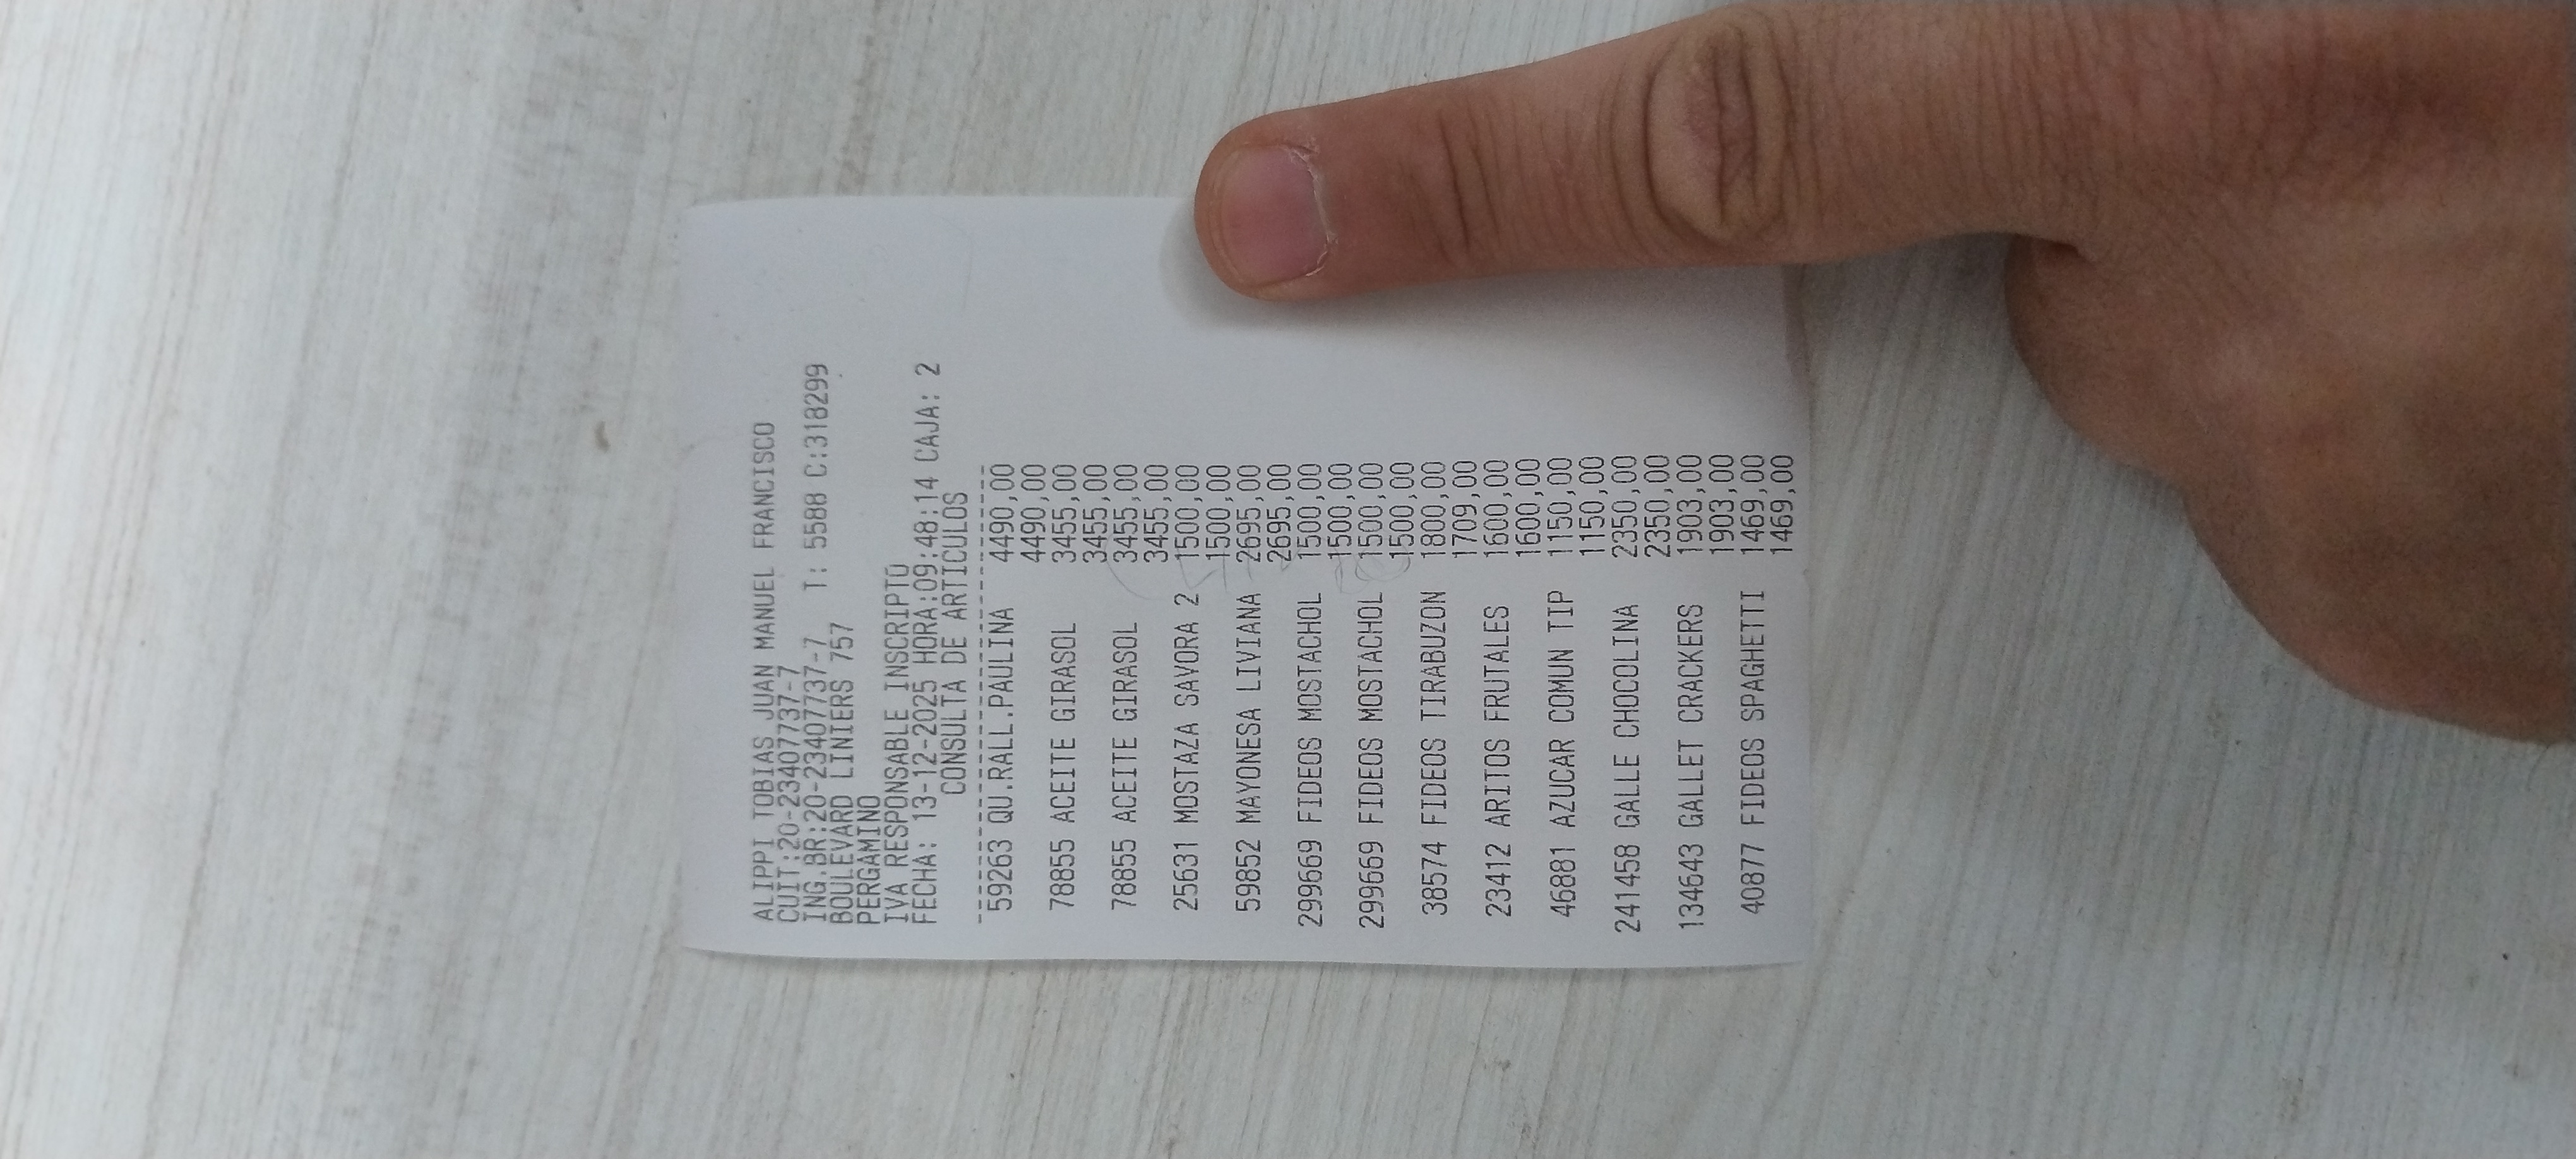 ALIPPI TOBIAS JUAN MANUEL FRANCISCO
CUIT:20-23407737-7
ING.BR:20-23407737-7
BOULEVARD LINIERS 757 T: 5588 C:318299
PERGAMINO
IVA RESPONSABLE INSCRIPTO
FECHA: 13-12-2025 HORA:09:48:14 CAJA: 2
CONSULTA DE ARTICULOS
----------------------------------------
59263 QU.RALL.PAULINA 4490,00
4490,00
78855 ACEITE GIRASOL 3455,00
3455,00
78855 ACEITE GIRASOL 3455,00
3455,00
25631 MOSTAZA SAVORA 2 1500,00
1500,00
59852 MAYONESA LIVIANA 2695,00
2695,00
299669 FIDEOS MOSTACHOL 1500,00
1500,00
299669 FIDEOS MOSTACHOL 1500,00
1500,00
38574 FIDEOS TIRABUZON 1800,00
1709,00
23412 ARITOS FRUTALES 1600,00
1600,00
46881 AZUCAR COMUN TIP 1150,00
1150,00
241458 GALLE CHOCOLINA 2350,00
2350,00
134643 GALLET CRACKERS 1903,00
1903,00
40877 FIDEOS SPAGHETTI 1469,00
1469,00